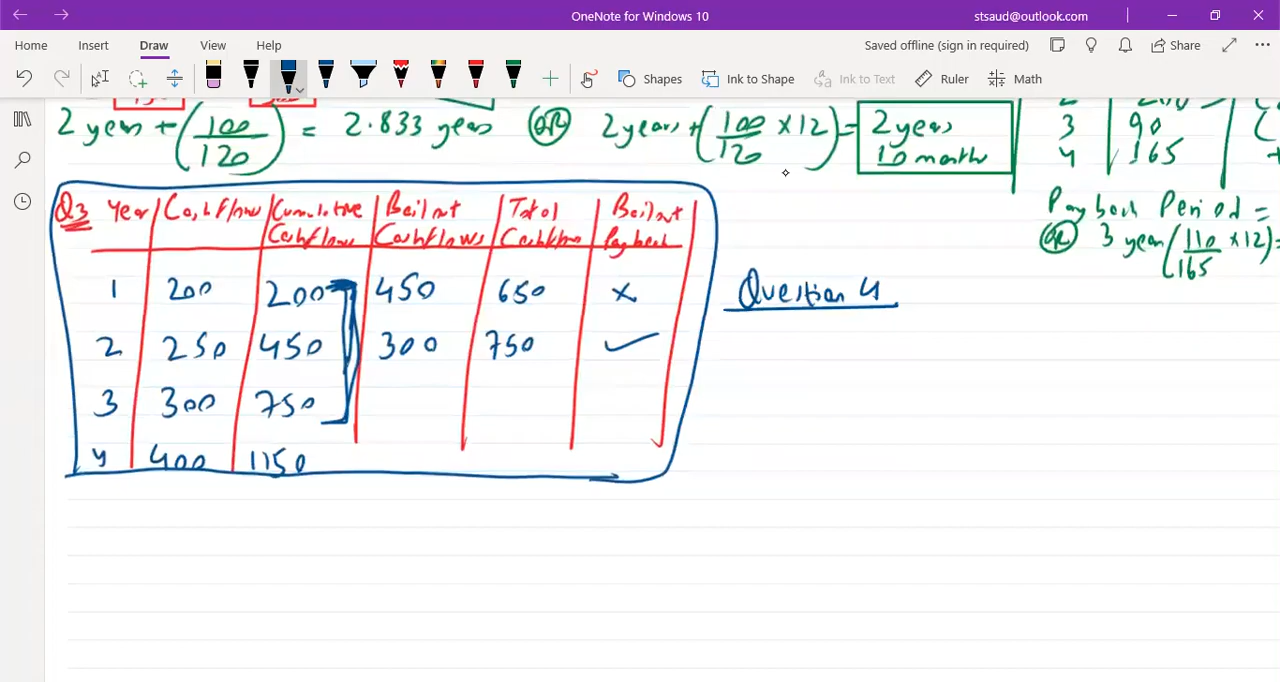 OneNote for Windows 10
stsaud@outlook.com
Home Insert Draw View Help
Saved offline (sign in required) Share
Shapes Ink to Shape Ink to Text Ruler Math
2 years + (100/120) = 2.833 years OR 2 years + (100/120 × 12) = 2 years 10 months
3 90
4 165
Payback Period =
OR 3 year (110/165 × 12) =
Q3 Year Cashflow Cumulative Cashflows Bailout Cashflows Total Cashflow Bailout Payback
1 200 200 450 650 ×
2 250 450 300 750 ✓
3 300 750
4 400 1150
Question 4